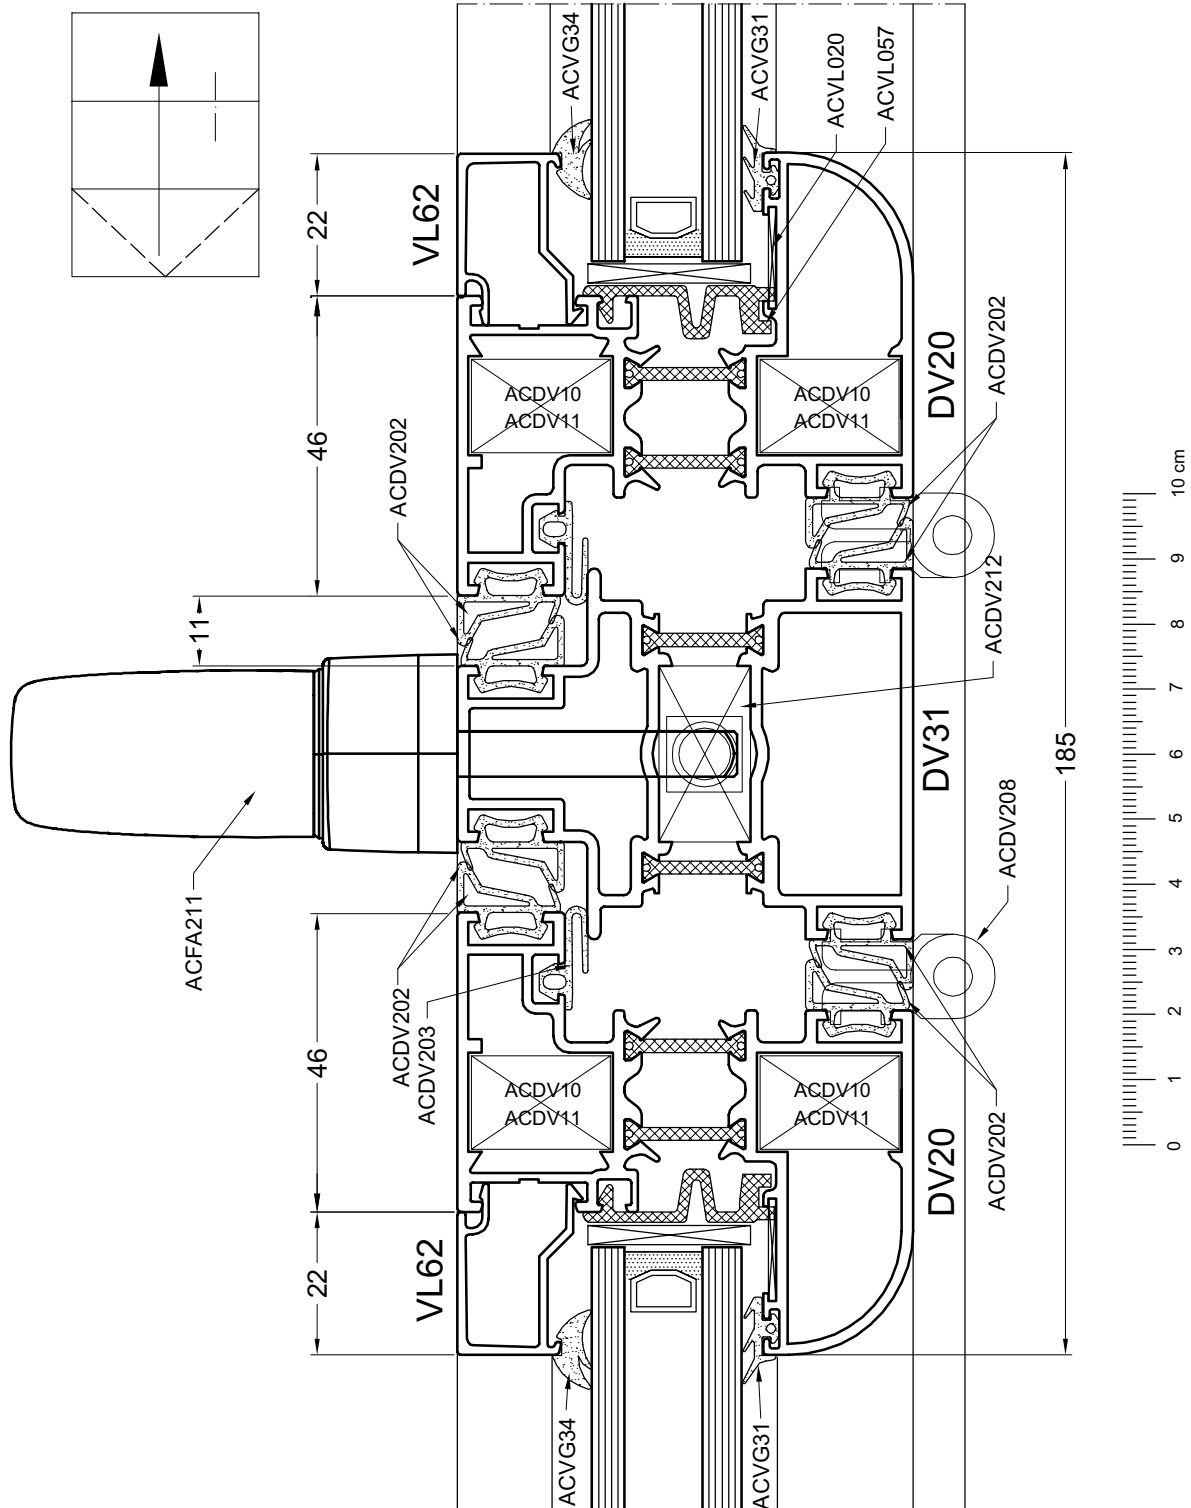 ACVG34
ACVG31
ACVL020
ACVL057
22
VL62
46
ACDV202
11
ACDV10
ACDV11
ACDV10
ACDV11
DV20
ACDV202
ACDV212
DV31
185
ACDV208
ACFA211
ACDV202
ACDV203
46
ACDV10
ACDV11
ACDV10
ACDV11
DV20
ACDV202
22
VL62
ACVG34
ACVG31
10 cm
9
8
7
6
5
4
3
2
1
0